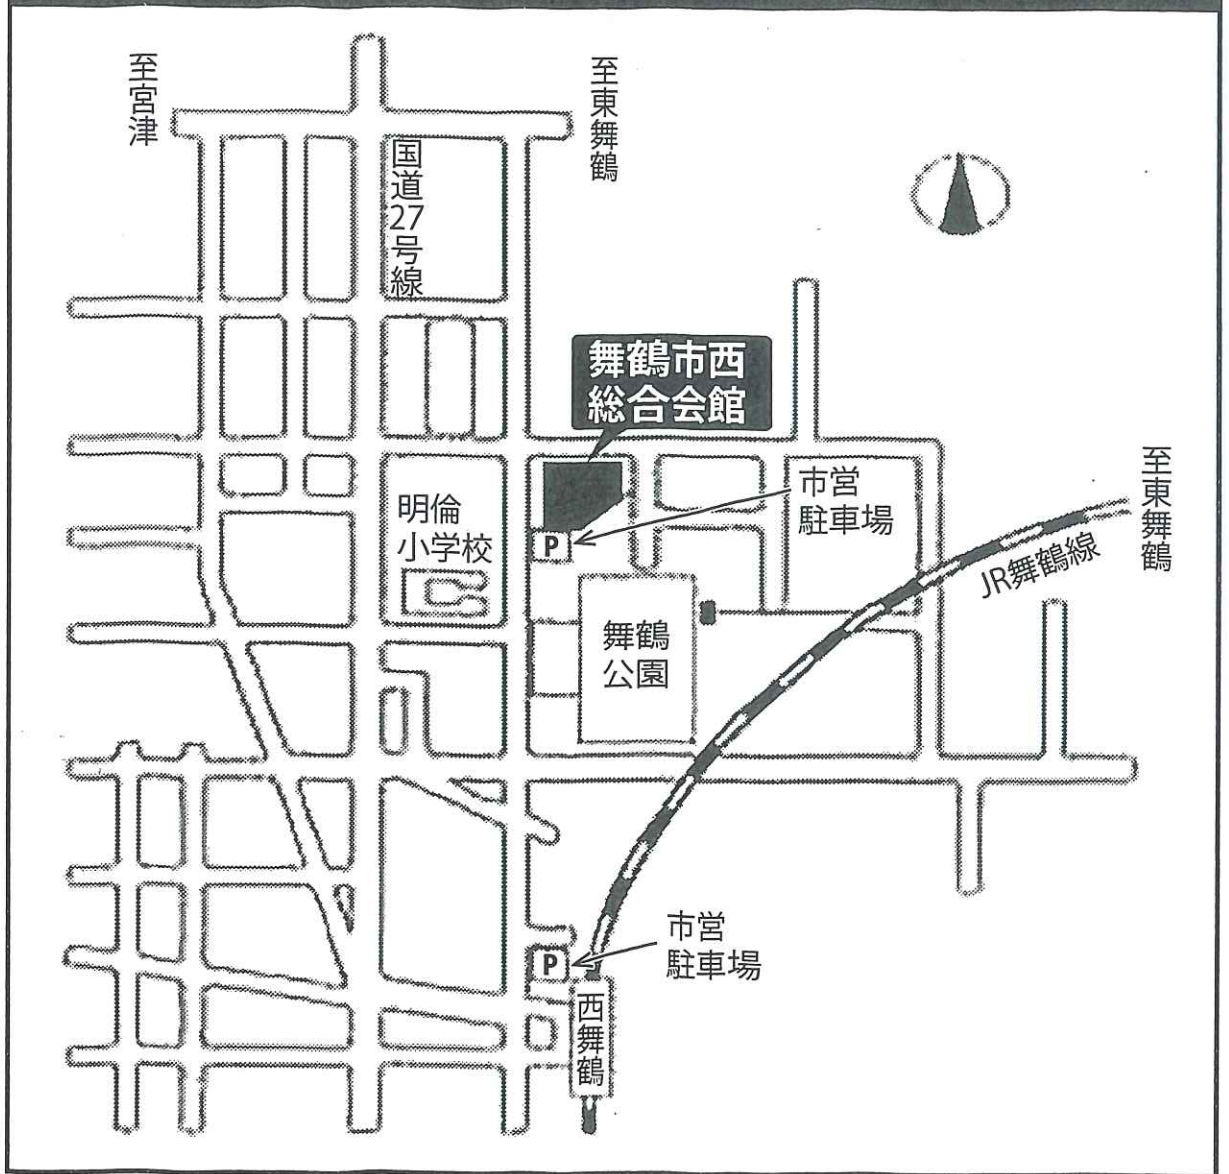 至宮津
至東舞鶴
国道27号線
舞鶴市西
総合会館
市営
駐車場
至東舞鶴
明倫
小学校
P
JR舞鶴線
舞鶴
公園
市営
駐車場
P
西舞鶴